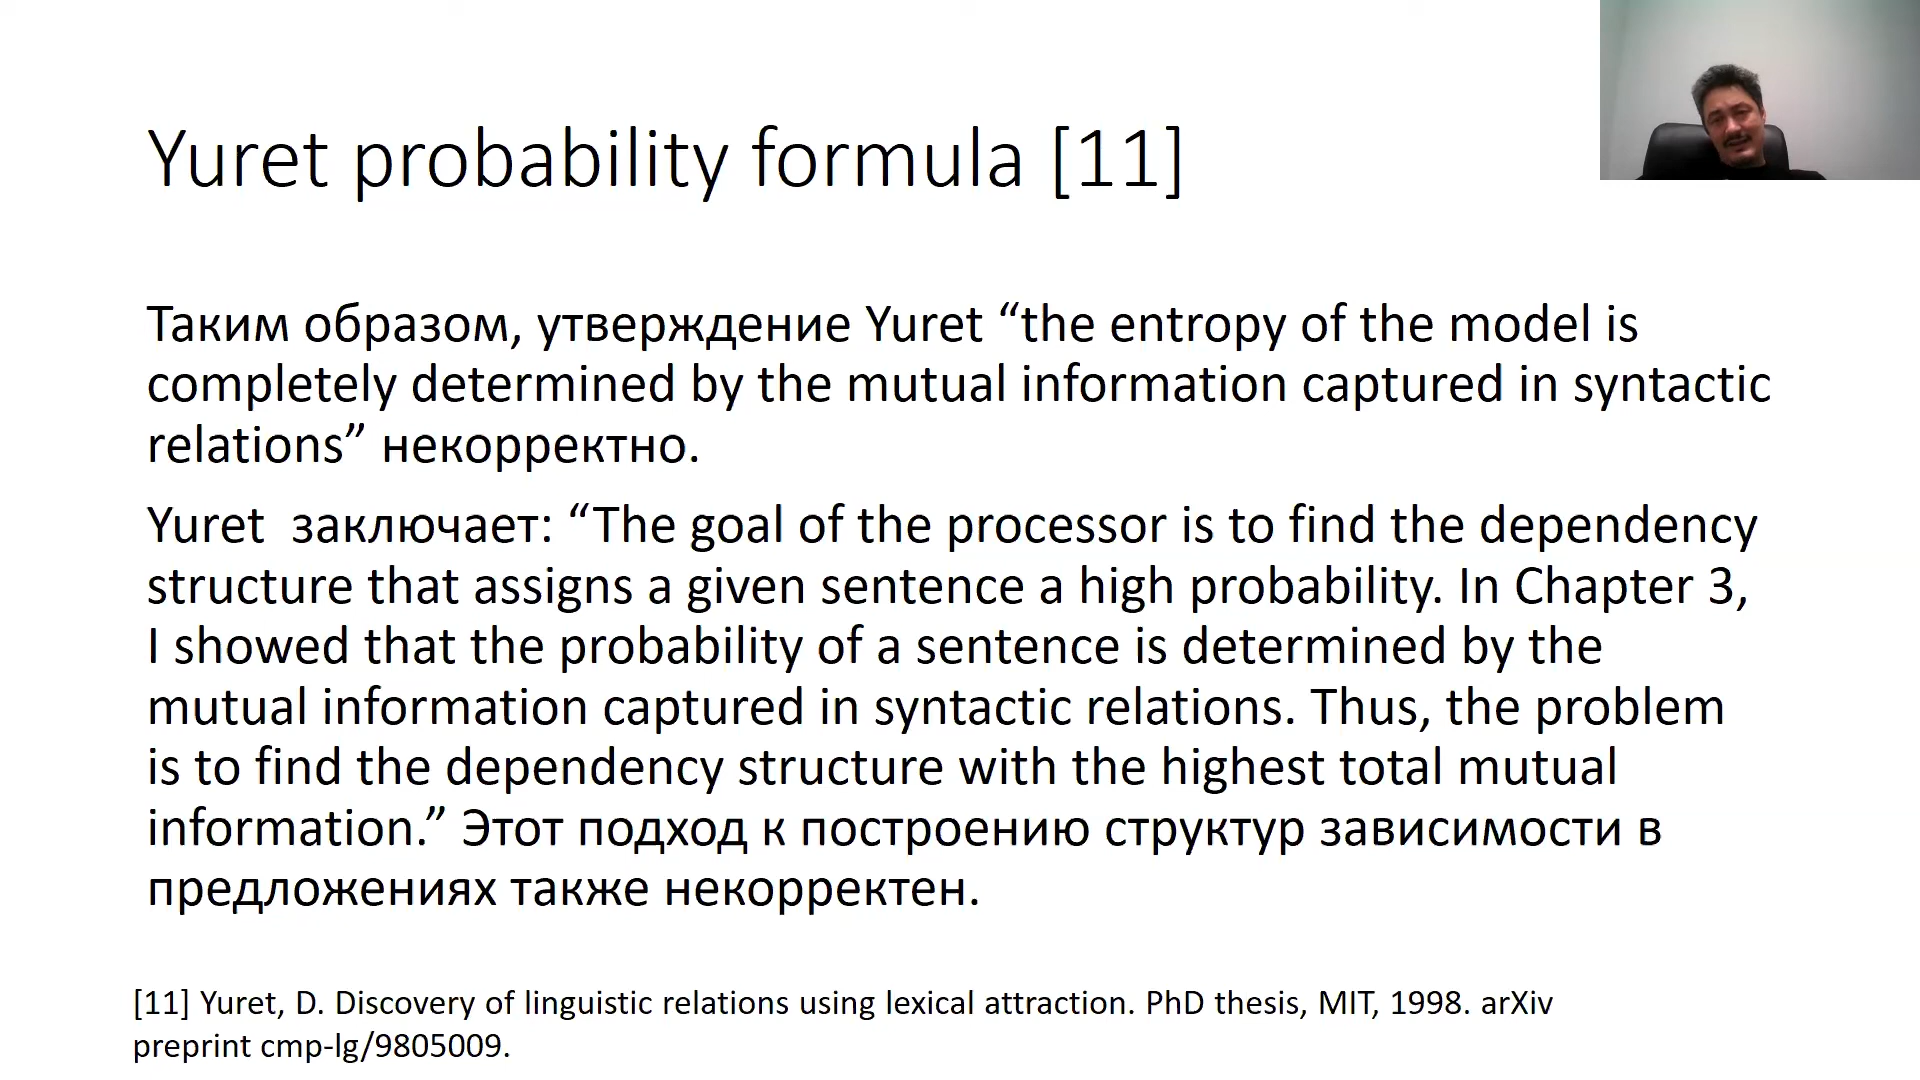 Yuret probability formula [11]
Таким образом, утверждение Yuret “the entropy of the model is
completely determined by the mutual information captured in syntactic
relations” некорректно.
Yuret  заключает: “The goal of the processor is to find the dependency
structure that assigns a given sentence a high probability. In Chapter 3,
I showed that the probability of a sentence is determined by the
mutual information captured in syntactic relations. Thus, the problem
is to find the dependency structure with the highest total mutual
information.” Этот подход к построению структур зависимости в
предложениях также некорректен.
[11] Yuret, D. Discovery of linguistic relations using lexical attraction. PhD thesis, MIT, 1998. arXiv
preprint cmp-lg/9805009.